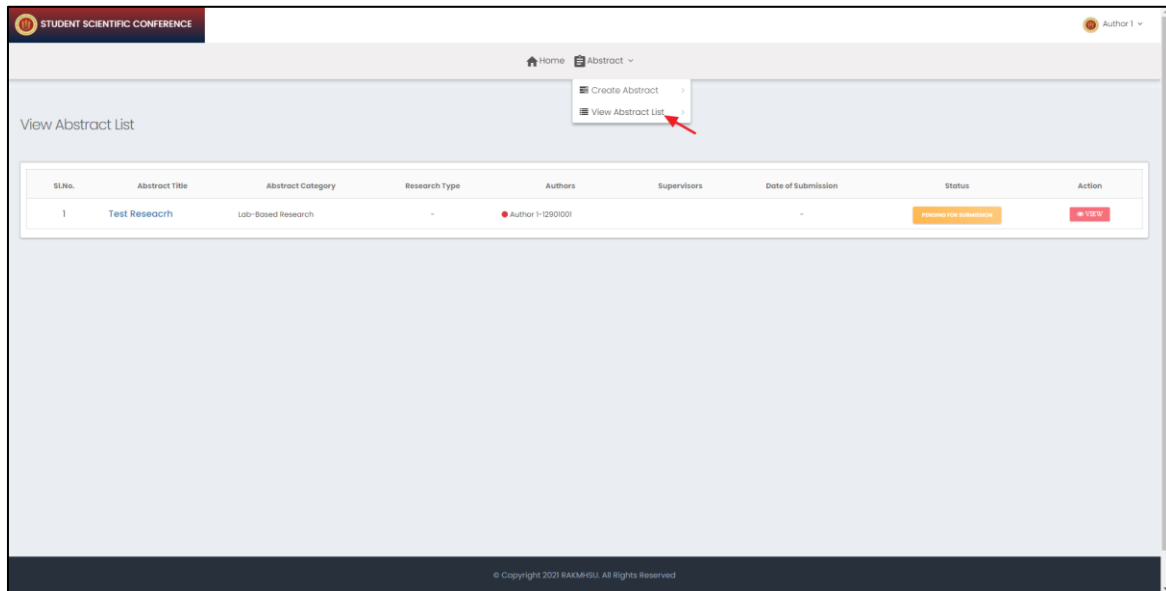 STUDENT SCIENTIFIC CONFERENCE
Author 1
Home Abstract
Create Abstract
View Abstract List
View Abstract List
Sl.No. Abstract Title Abstract Category Research Type Authors Supervisors Date of Submission Status Action
1 Test Reseacrh Lab-Based Research - Author 1-12901001 - PENDING FOR SUBMISSION VIEW
© Copyright 2021 RAKMHSU. All Rights Reserved